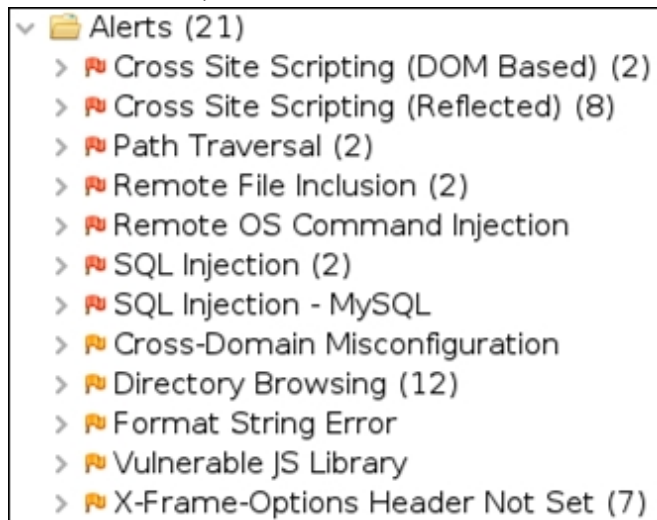 Alerts (21)
Cross Site Scripting (DOM Based) (2)
Cross Site Scripting (Reflected) (8)
Path Traversal (2)
Remote File Inclusion (2)
Remote OS Command Injection
SQL Injection (2)
SQL Injection - MySQL
Cross-Domain Misconfiguration
Directory Browsing (12)
Format String Error
Vulnerable JS Library
X-Frame-Options Header Not Set (7)